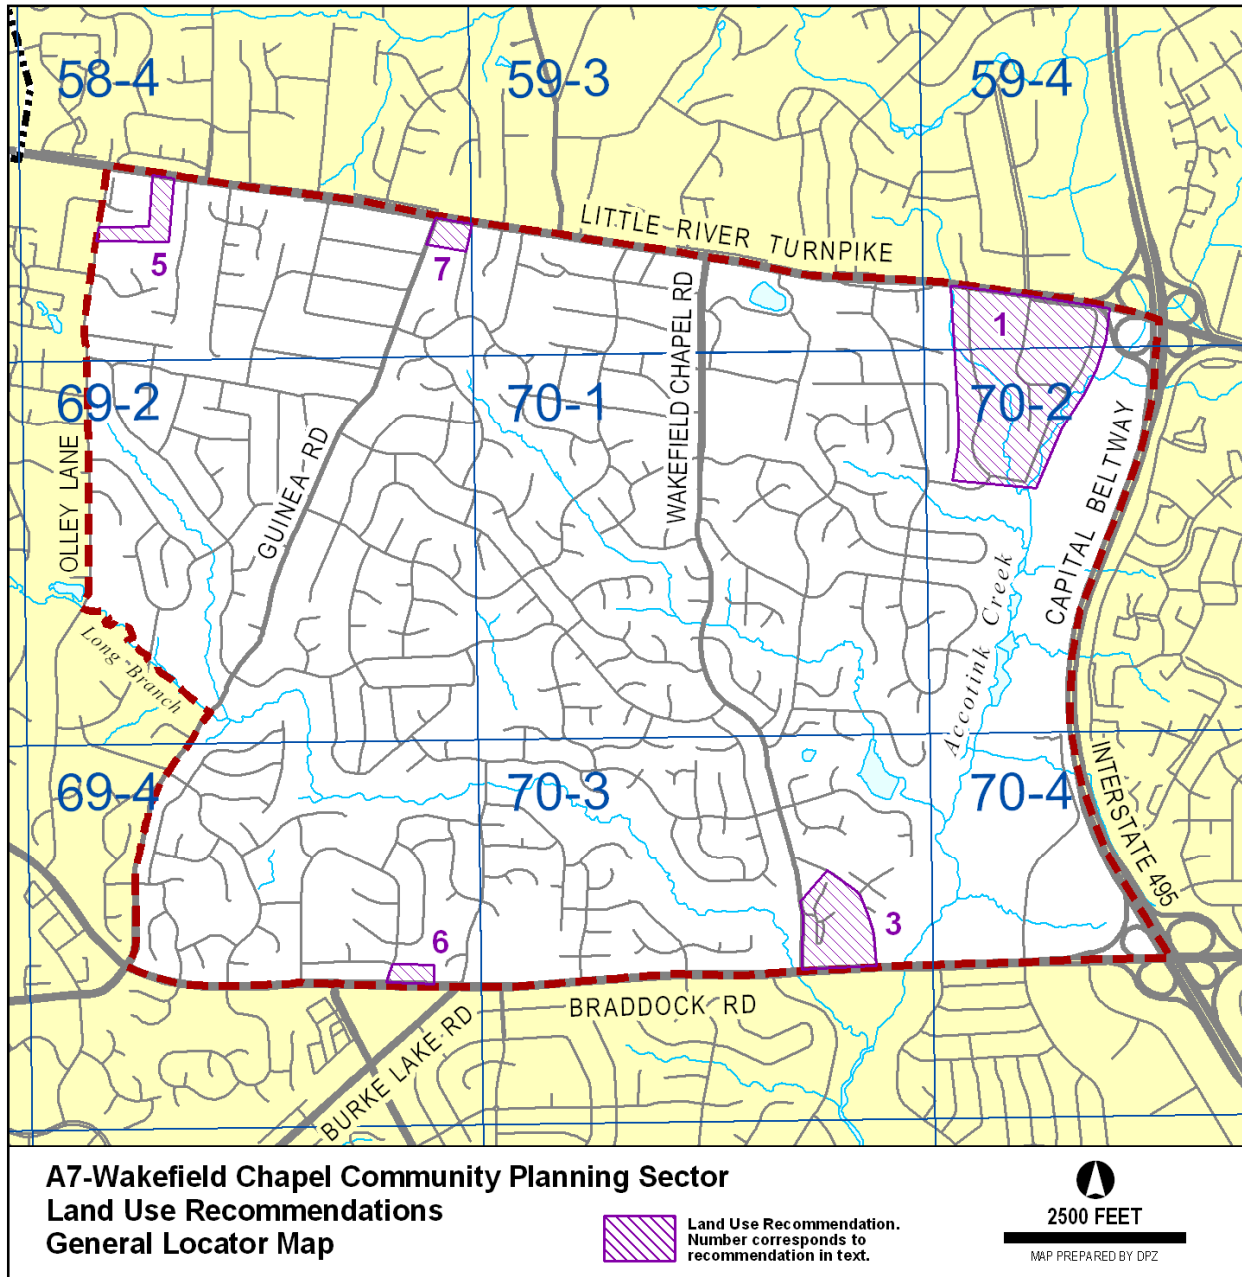 58-4
59-3
59-4
LITTLE RIVER TURNPIKE
5
7
1
WAKEFIELD CHAPEL RD
69-2
70-1
70-2
OLLEY LANE
GUINEA RD
CAPITAL BELTWAY
Accotink Creek
Long Branch
69-4
70-3
70-4
INTERSTATE 495
6
3
BRADDOCK RD
BURKE LAKE RD
A7-Wakefield Chapel Community Planning Sector
Land Use Recommendations
General Locator Map
Land Use Recommendation.
Number corresponds to
recommendation in text.
2500 FEET
MAP PREPARED BY DPZ